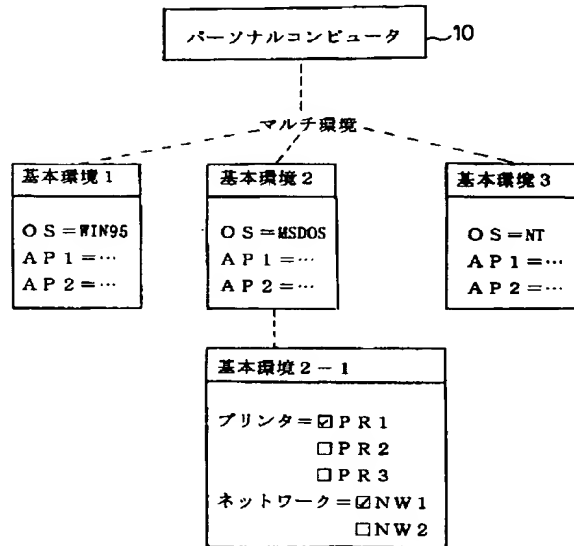 パーソナルコンピュータ 10
マルチ環境
基本環境1
OS=WIN95
AP1=…
AP2=…
基本環境2
OS=MSDOS
AP1=…
AP2=…
基本環境3
OS=NT
AP1=…
AP2=…
基本環境2-1
プリンタ=☑PR1
□PR2
□PR3
ネットワーク=☑NW1
□NW2